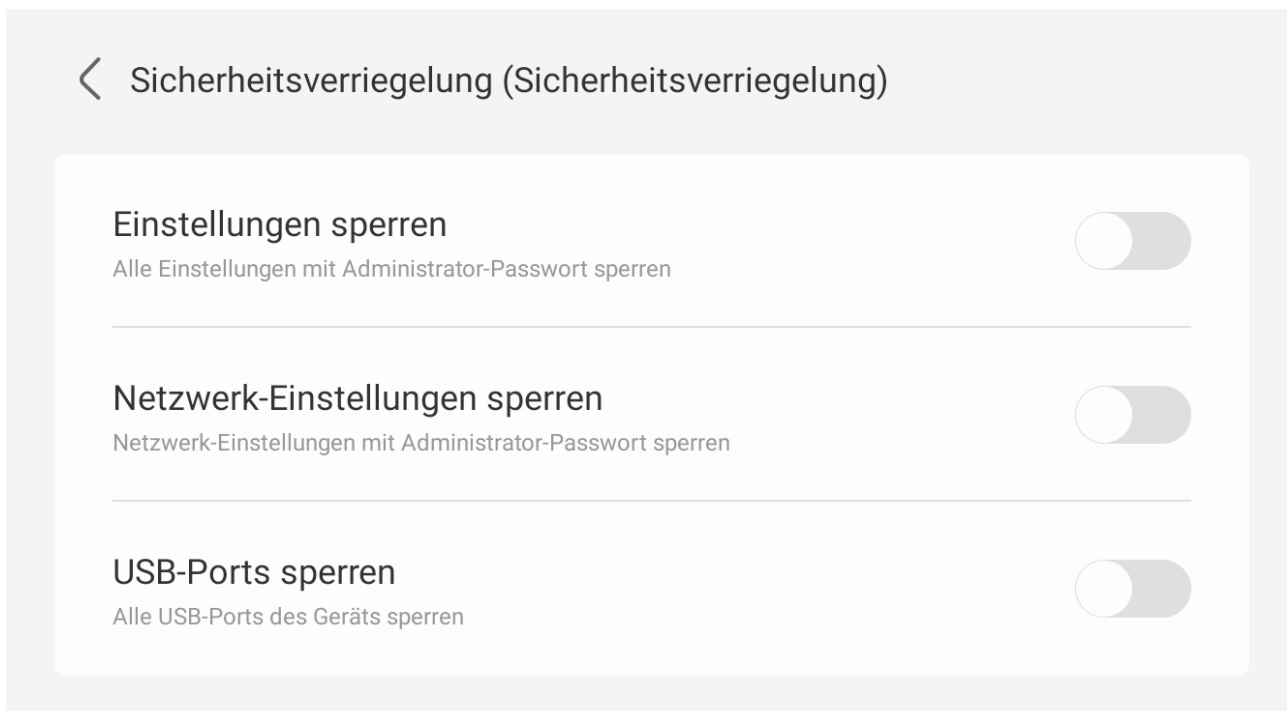 Sicherheitsverriegelung (Sicherheitsverriegelung)
Einstellungen sperren
Alle Einstellungen mit Administrator-Passwort sperren
Netzwerk-Einstellungen sperren
Netzwerk-Einstellungen mit Administrator-Passwort sperren
USB-Ports sperren
Alle USB-Ports des Geräts sperren